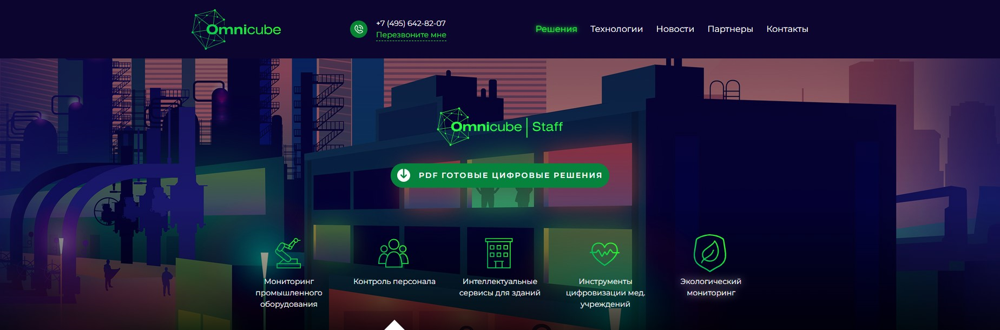 Omnicube
+7 (495) 642-82-07
Перезвоните мне
Решения
Технологии
Новости
Партнеры
Контакты
Omnicube | Staff
PDF ГОТОВЫЕ ЦИФРОВЫЕ РЕШЕНИЯ
Мониторинг
промышленного
оборудования
Контроль персонала
Интеллектуальные
сервисы для зданий
Инструменты
цифровизации мед.
учреждений
Экологический
мониторинг